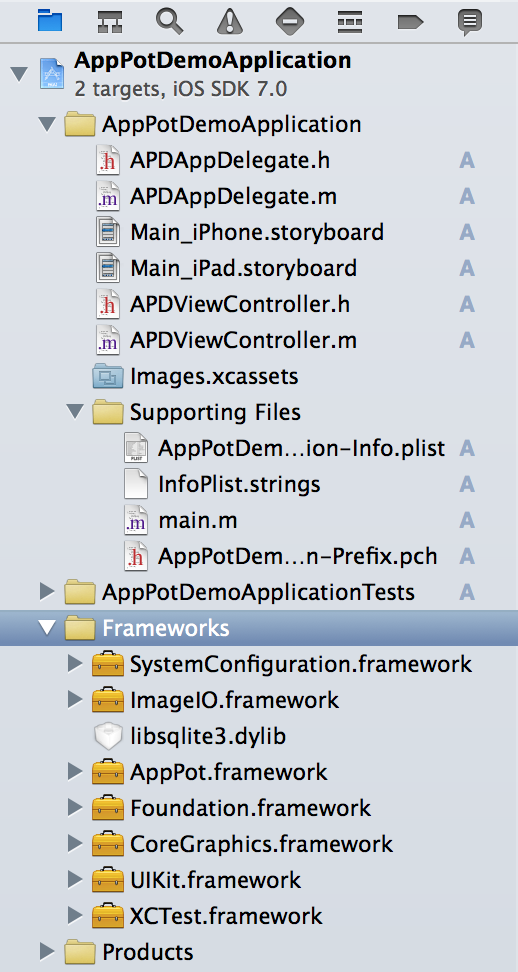 AppPotDemoApplication
2 targets, iOS SDK 7.0
AppPotDemoApplication
APDAppDelegate.h A
APDAppDelegate.m A
Main_iPhone.storyboard A
Main_iPad.storyboard A
APDViewController.h A
APDViewController.m A
Images.xcassets
Supporting Files
AppPotDem...ion-Info.plist A
InfoPlist.strings A
main.m A
AppPotDem...n-Prefix.pch A
AppPotDemoApplicationTests A
Frameworks
SystemConfiguration.framework
ImageIO.framework
libsqlite3.dylib
AppPot.framework
Foundation.framework
CoreGraphics.framework
UIKit.framework
XCTest.framework
Products